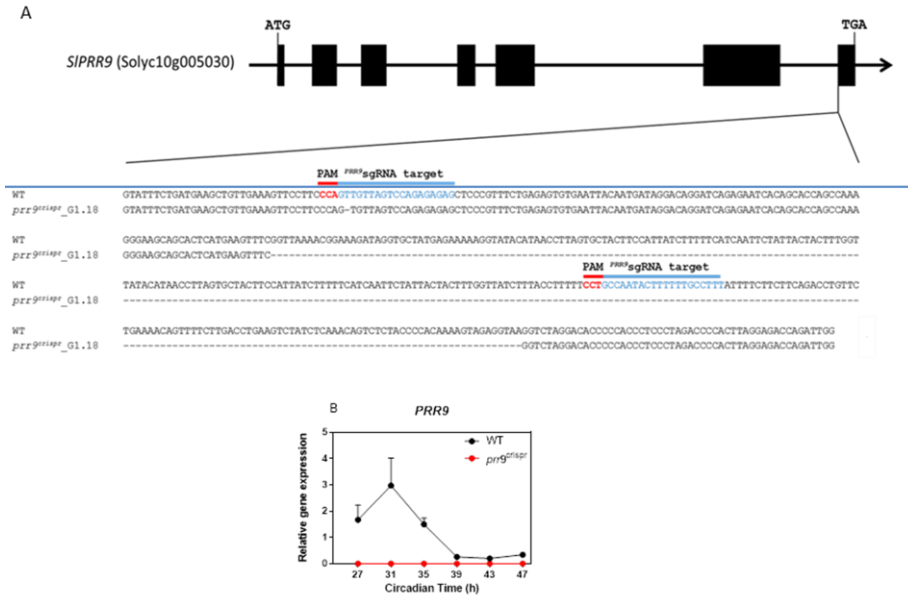 A
ATG
TGA
SlPRR9 (Solyc10g005030)
PAM PRR9sgRNA target
WT GTATTTCTGATGAAGCTGTTGAAAGTTCCTTCCCAGTTGTTAGTCCAGAGAGAGCTCCCGTTTCTGAGAGTGTGAATTACAATGATAGGACAGGATCAGAGAATCACAGCACCAGCCAAA
prr9crispr_G1.18 GTATTTCTGATGAAGCTGTTGAAAGTTCCTTCCCAG-TGTTAGTCCAGAGAGAGCTCCCGTTTCTGAGAGTGTGAATTACAATGATAGGACAGGATCAGAGAATCACAGCACCAGCCAAA
WT GGGAAGCAGCACTCATGAAGTTTCGGTTAAAACGGAAAGATAGGTGCTATGAGAAAAAGGTATACATAACCTTAGTGCTACTTCCATTATCTTTTTCATCAATTCTATTACTACTTTGGT
prr9crispr_G1.18 GGGAAGCAGCACTCATGAAGTTTC------------------------------------------------------------------------------------------------
PAM PRR9sgRNA target
WT TATACATAACCTTAGTGCTACTTCCATTATCTTTTTCATCAATTCTATTACTACTTTGGTTATCTTTACCTTTTTCCTGCCAATACTTTTTTGCCTTTATTTTCTTCTTCAGACCTGTTC
prr9crispr_G1.18 ------------------------------------------------------------------------------------------------------------------------
WT TGAAAACAGTTTTCTTGACCTGAAGTCTATCTCAAACAGTCTCTACCCCACAAAAGTAGAGGTAAGGTCTAGGACACCCCCACCCTCCCTAGACCCCACTTAGGAGACCAGATTGG
prr9crispr_G1.18 -----------------------------------------------------------------GGTCTAGGACACCCCCACCCTCCCTAGACCCCACTTAGGAGACCAGATTGG
B
PRR9
WT
prr9crispr
Relative gene expression
5
4
3
2
1
0
27 31 35 39 43 47
Circadian Time (h)